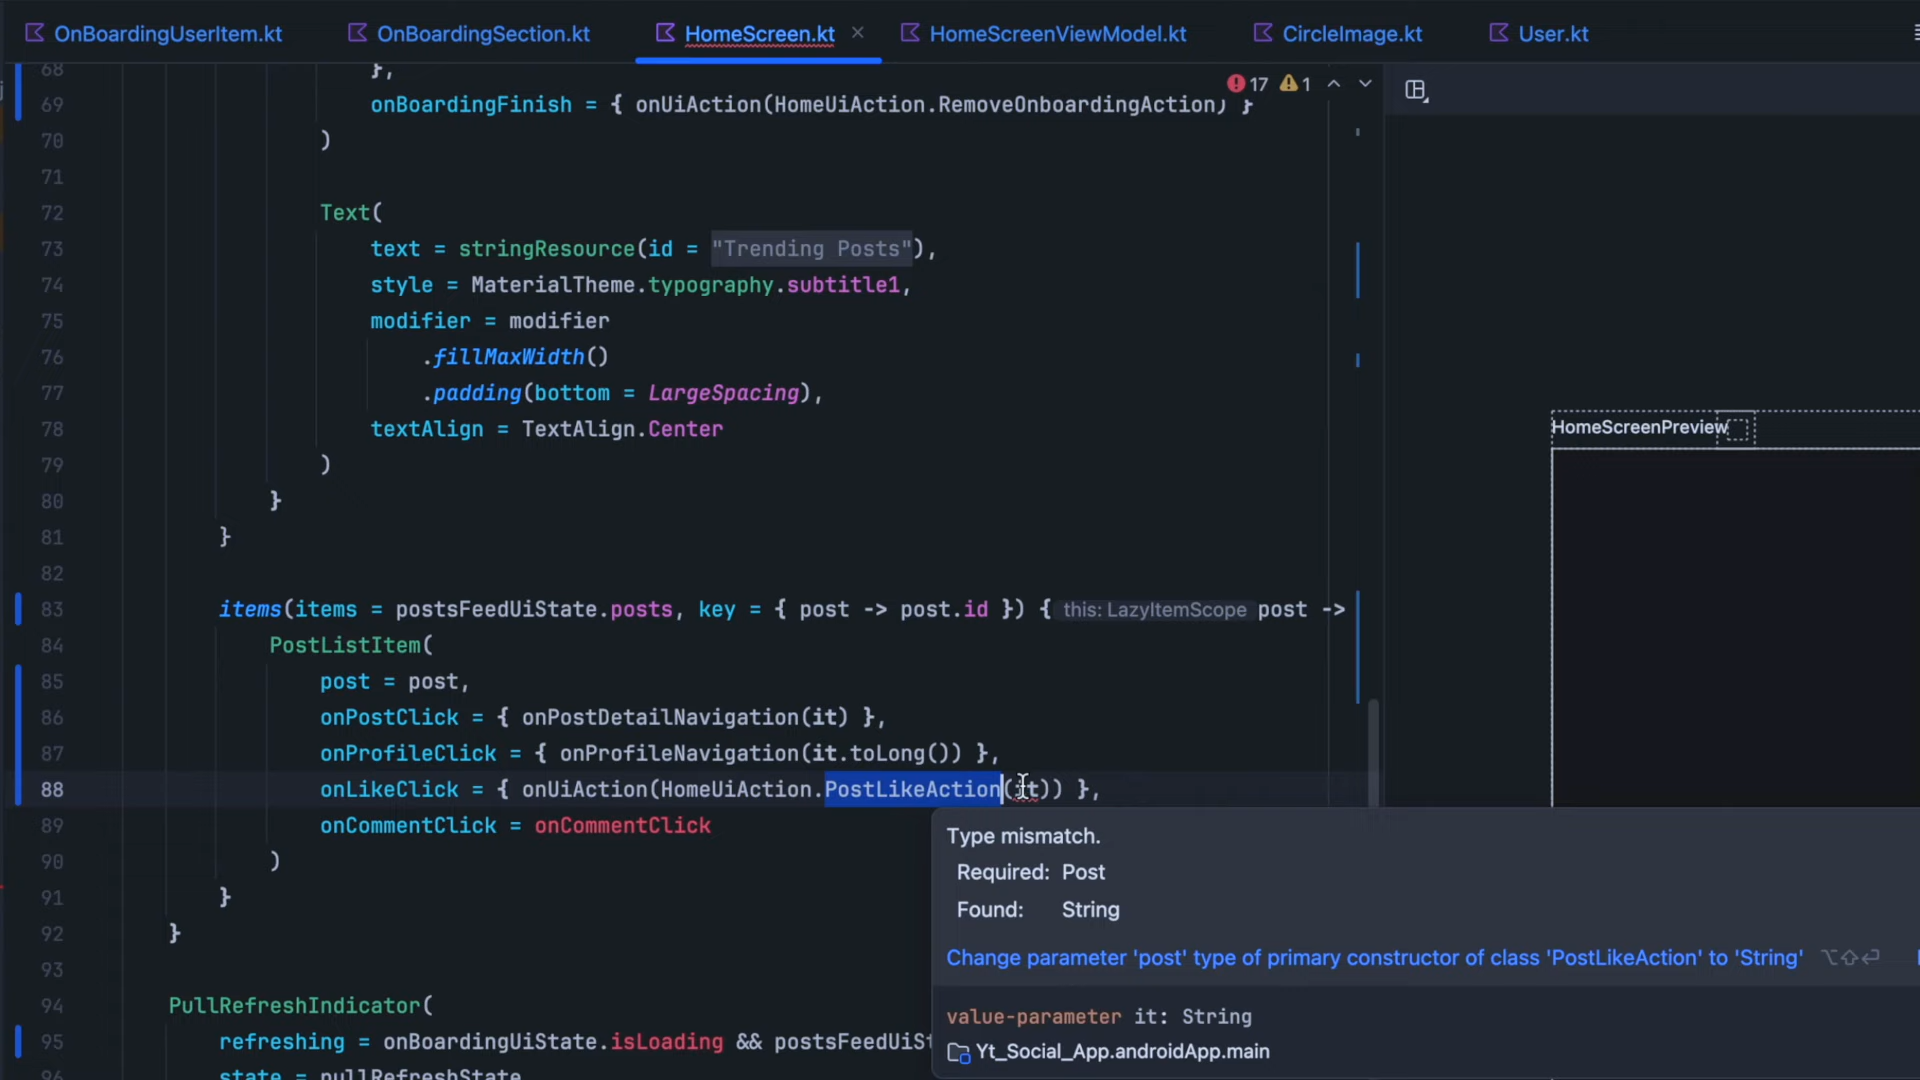 OnBoardingUserItem.kt OnBoardingSection.kt HomeScreen.kt HomeScreenViewModel.kt CircleImage.kt User.kt
68 },
17 1
69 onBoardingFinish = { onUiAction(HomeUiAction.RemoveOnboardingAction) }
70 )
71
72 Text(
73 text = stringResource(id = "Trending Posts"),
74 style = MaterialTheme.typography.subtitle1,
75 modifier = modifier
76 .fillMaxWidth()
77 .padding(bottom = LargeSpacing),
78 textAlign = TextAlign.Center
79 )
80 }
81 }
82
83 items(items = postsFeedUiState.posts, key = { post -> post.id }) { this: LazyItemScope post ->
84 PostListItem(
85 post = post,
86 onPostClick = { onPostDetailNavigation(it) },
87 onProfileClick = { onProfileNavigation(it.toLong()) },
88 onLikeClick = { onUiAction(HomeUiAction.PostLikeAction(it)) },
89 onCommentClick = onCommentClick
90 )
91 }
92 }
93
94 PullRefreshIndicator(
95 refreshing = onBoardingUiState.isLoading && postsFeedUiSt
96 state = pullRefreshState
HomeScreenPreview
Type mismatch.
Required: Post
Found: String
Change parameter 'post' type of primary constructor of class 'PostLikeAction' to 'String' ⌥⇧⏎
value-parameter it: String
Yt_Social_App.androidApp.main